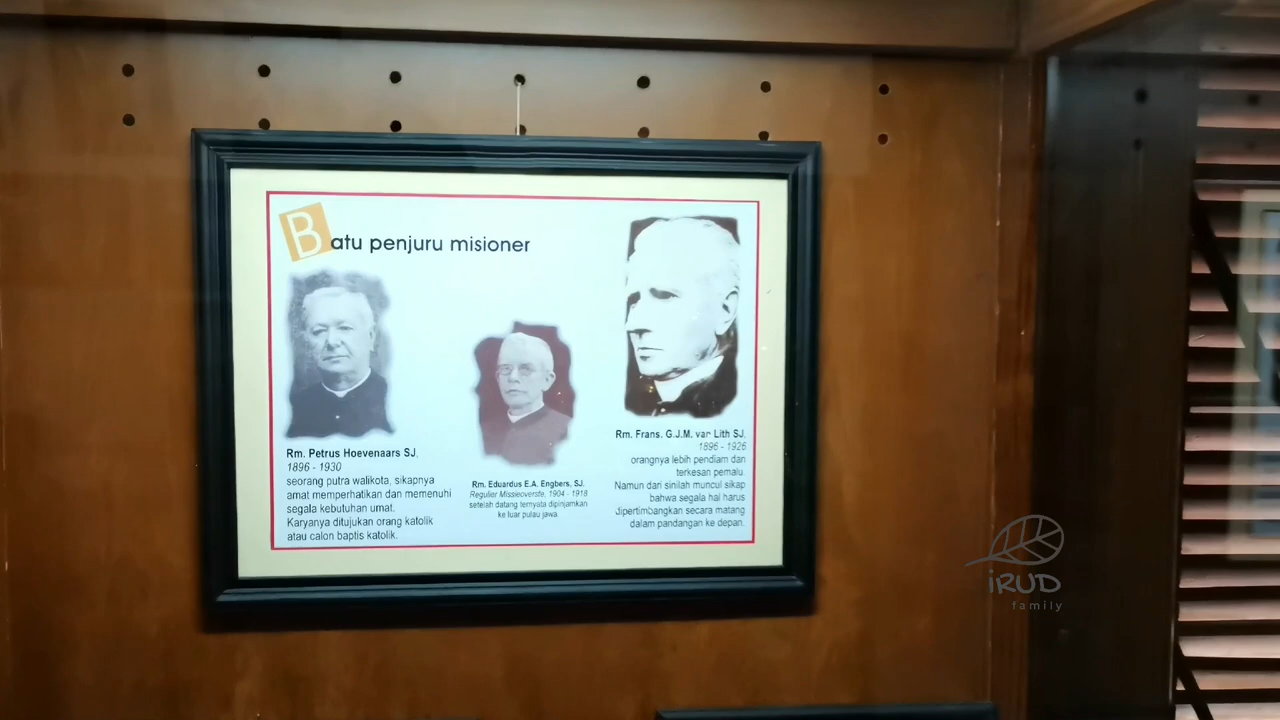 Batu penjuru misioner
Rm. Petrus Hoevenaars SJ.
1896 - 1930
seorang putra walikota, sikapnya
amat memperhatikan dan memenuhi
segala kebutuhan umat.
Karyanya ditujukan orang katolik
atau calon baptis katolik.
Rm. Eduardus E.A. Engbers, SJ.
Regulier Missieoverste, 1904 - 1918
setelah datang ternyata dipinjamkan
ke luar pulau jawa
Rm. Frans. G.J.M. van Lith SJ.
1896 - 1926
orangnya lebih pendiam dan
terkesan pemalu.
Namun dari sinilah muncul sikap
bahwa segala hal harus
dipertimbangkan secara matang
dalam pandangan ke depan.
iRUD
family